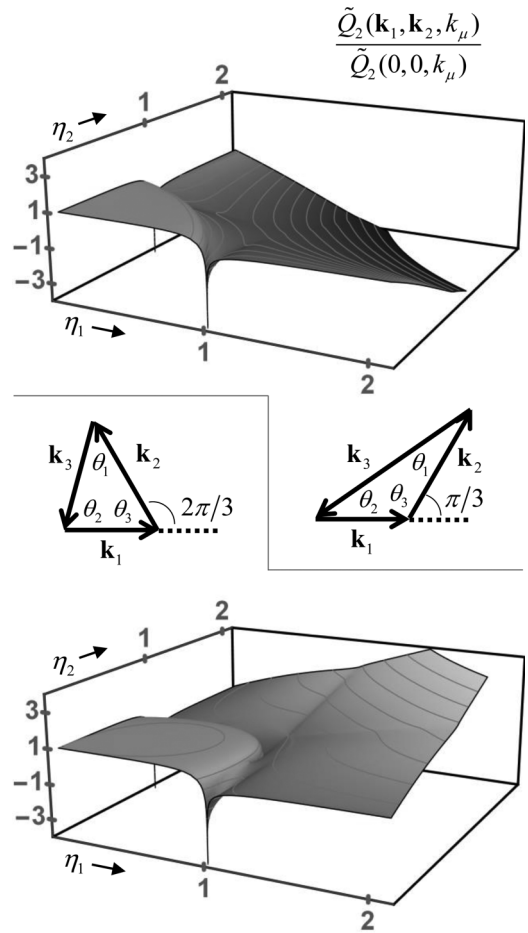 Q̃₂(𝐤₁,𝐤₂,k_μ)
Q̃₂(0,0,k_μ)
2
1
η₂ →
3
1
−1
−3
η₁ →
1
2
𝐤₃
θ₁
𝐤₂
θ₂ θ₃
2π/3
𝐤₁
𝐤₃
θ₁
𝐤₂
θ₂ θ₃
π/3
𝐤₁
2
1
η₂ →
3
1
−1
−3
η₁ →
1
2